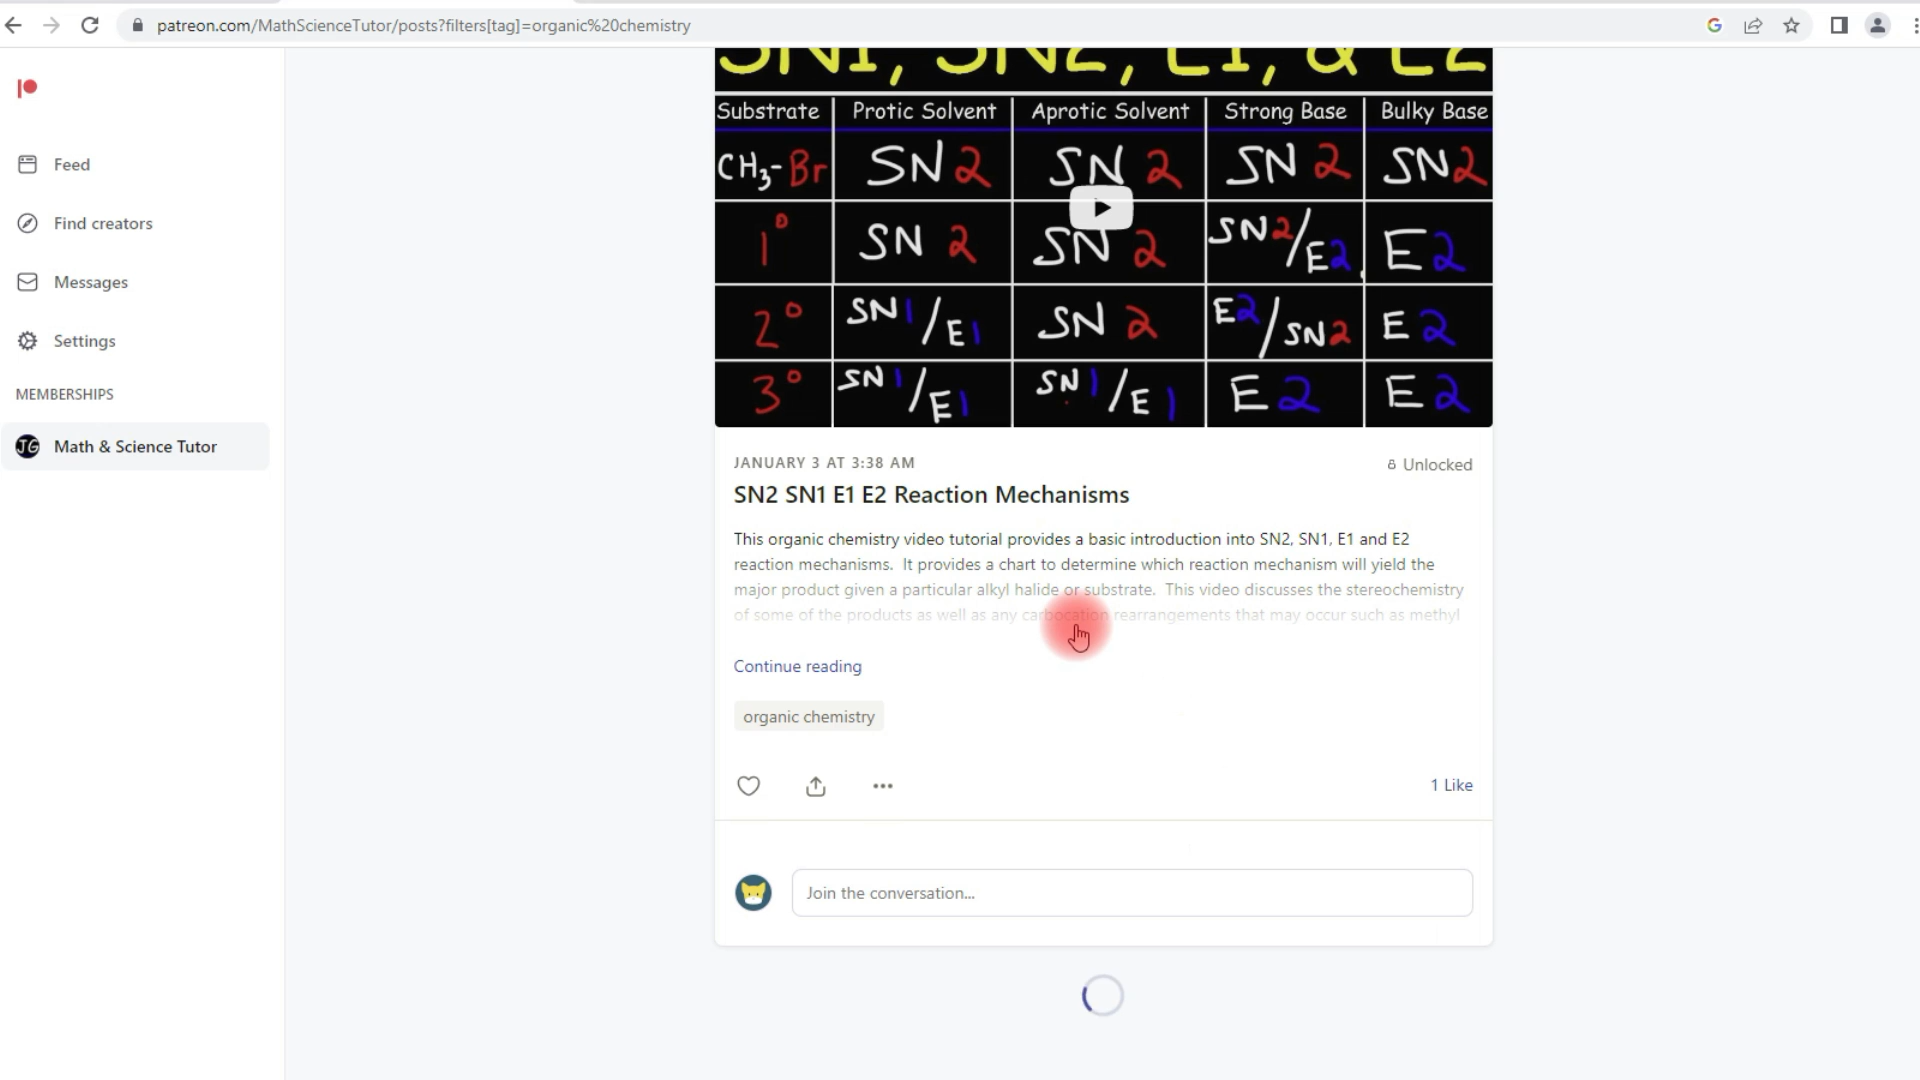 patreon.com/MathScienceTutor/posts?filters[tag]=organic%20chemistry
Feed
Find creators
Messages
Settings
MEMBERSHIPS
JG Math & Science Tutor
SN1, SN2, E1, & E2
Substrate Protic Solvent Aprotic Solvent Strong Base Bulky Base
CH3-Br SN2 SN2 SN2 SN2
1° SN2 SN2 SN2/E2 E2
2° SN1/E1 SN2 E2/SN2 E2
3° SN1/E1 SN1/E1 E2 E2
JANUARY 3 AT 3:38 AM Unlocked
SN2 SN1 E1 E2 Reaction Mechanisms
This organic chemistry video tutorial provides a basic introduction into SN2, SN1, E1 and E2
reaction mechanisms. It provides a chart to determine which reaction mechanism will yield the
major product given a particular alkyl halide or substrate. This video discusses the stereochemistry
of some of the products as well as any carbocation rearrangements that may occur such as methyl
Continue reading
organic chemistry
1 Like
Join the conversation...